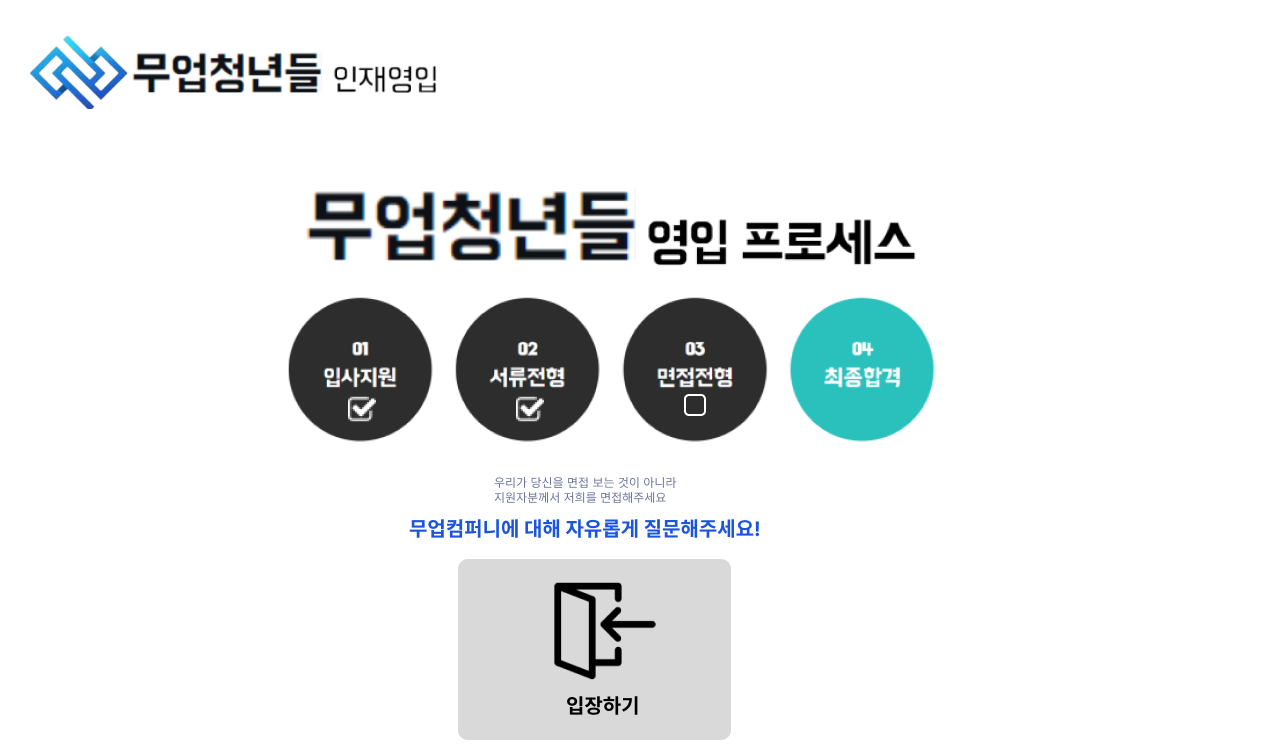 무업청년들 인재영입
무업청년들 영입 프로세스
01
입사지원
02
서류전형
03
면접전형
04
최종합격
우리가 당신을 면접 보는 것이 아니라
지원자분께서 저희를 면접해주세요
무업컴퍼니에 대해 자유롭게 질문해주세요!
입장하기